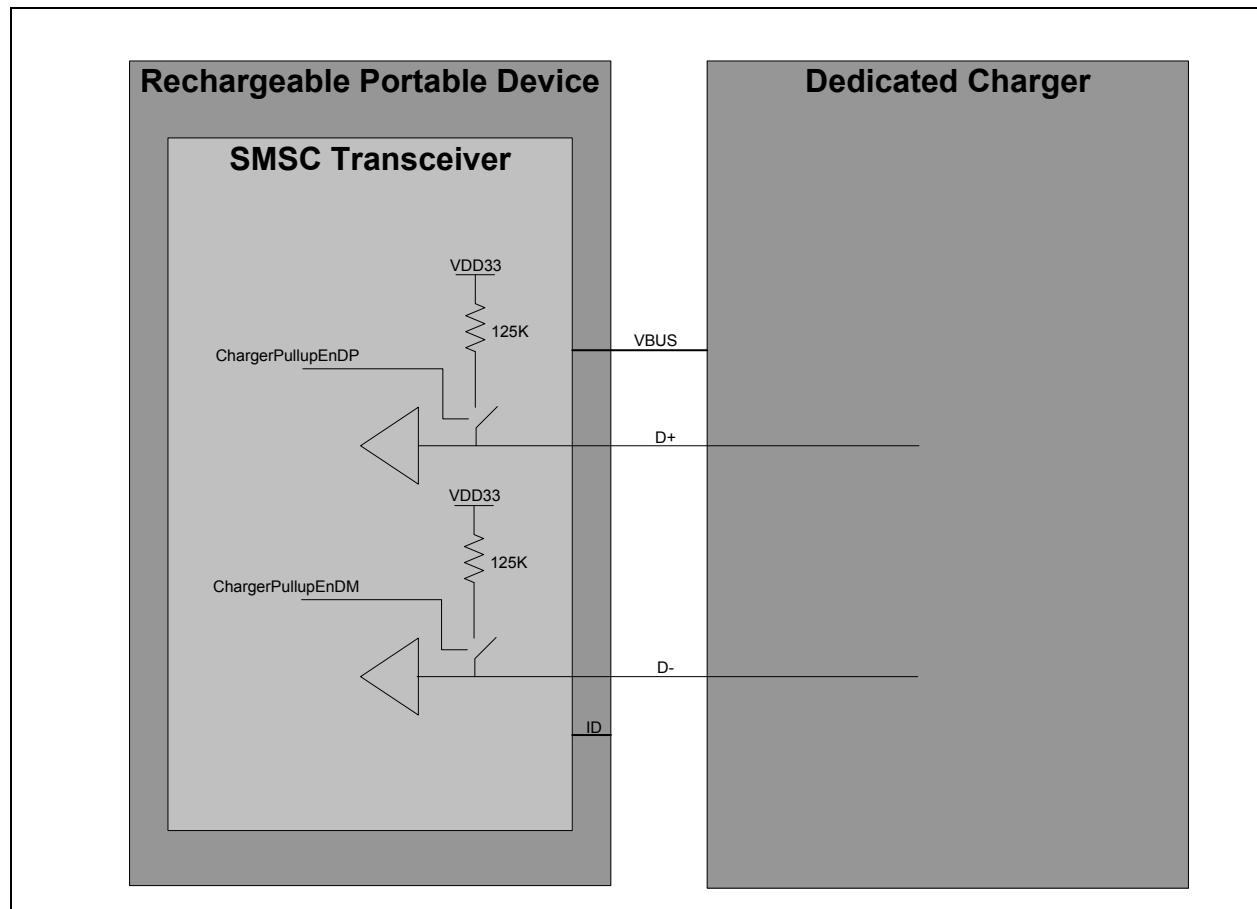 Rechargeable Portable Device
Dedicated Charger
SMSC Transceiver
VDD33
125K
VBUS
ChargerPullupEnDP
D+
VDD33
125K
ChargerPullupEnDM
D-
ID